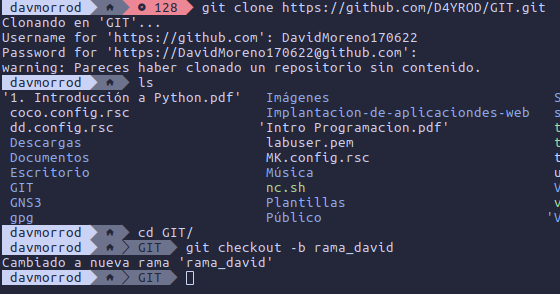 davmorrod 128 git clone https://github.com/D4YROD/GIT.git
Clonando en 'GIT'...
Username for 'https://github.com': DavidMoreno170622
Password for 'https://DavidMoreno170622@github.com':
warning: Pareces haber clonado un repositorio sin contenido.
davmorrod ls
'1. Introducción a Python.pdf' Imágenes S
coco.config.rsc Implantacion-de-aplicaciondes-web s
dd.config.rsc 'Intro Programacion.pdf' t
Descargas labuser.pem t
Documentos MK.config.rsc t
Escritorio Música u
GIT nc.sh V
GNS3 Plantillas v
gpg Público 'V
davmorrod cd GIT/
davmorrod GIT git checkout -b rama_david
Cambiado a nueva rama 'rama_david'
davmorrod GIT